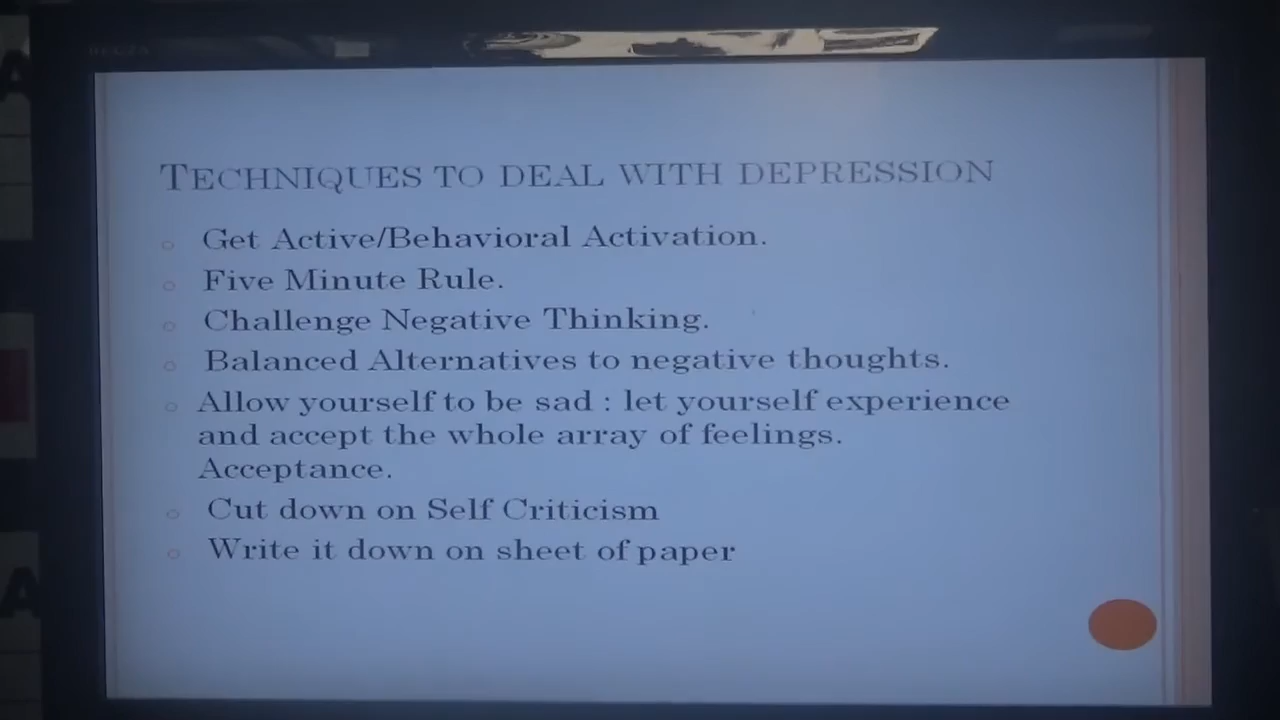 TECHNIQUES TO DEAL WITH DEPRESSION
Get Active/Behavioral Activation.
Five Minute Rule.
Challenge Negative Thinking.
Balanced Alternatives to negative thoughts.
Allow yourself to be sad : let yourself experience
and accept the whole array of feelings.
Acceptance.
Cut down on Self Criticism
Write it down on sheet of paper